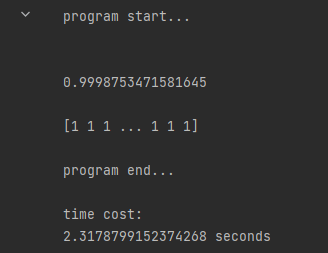 program start...
0.9998753471581645
[1 1 1 ... 1 1 1]
program end...
time cost:
2.3178799152374268 seconds